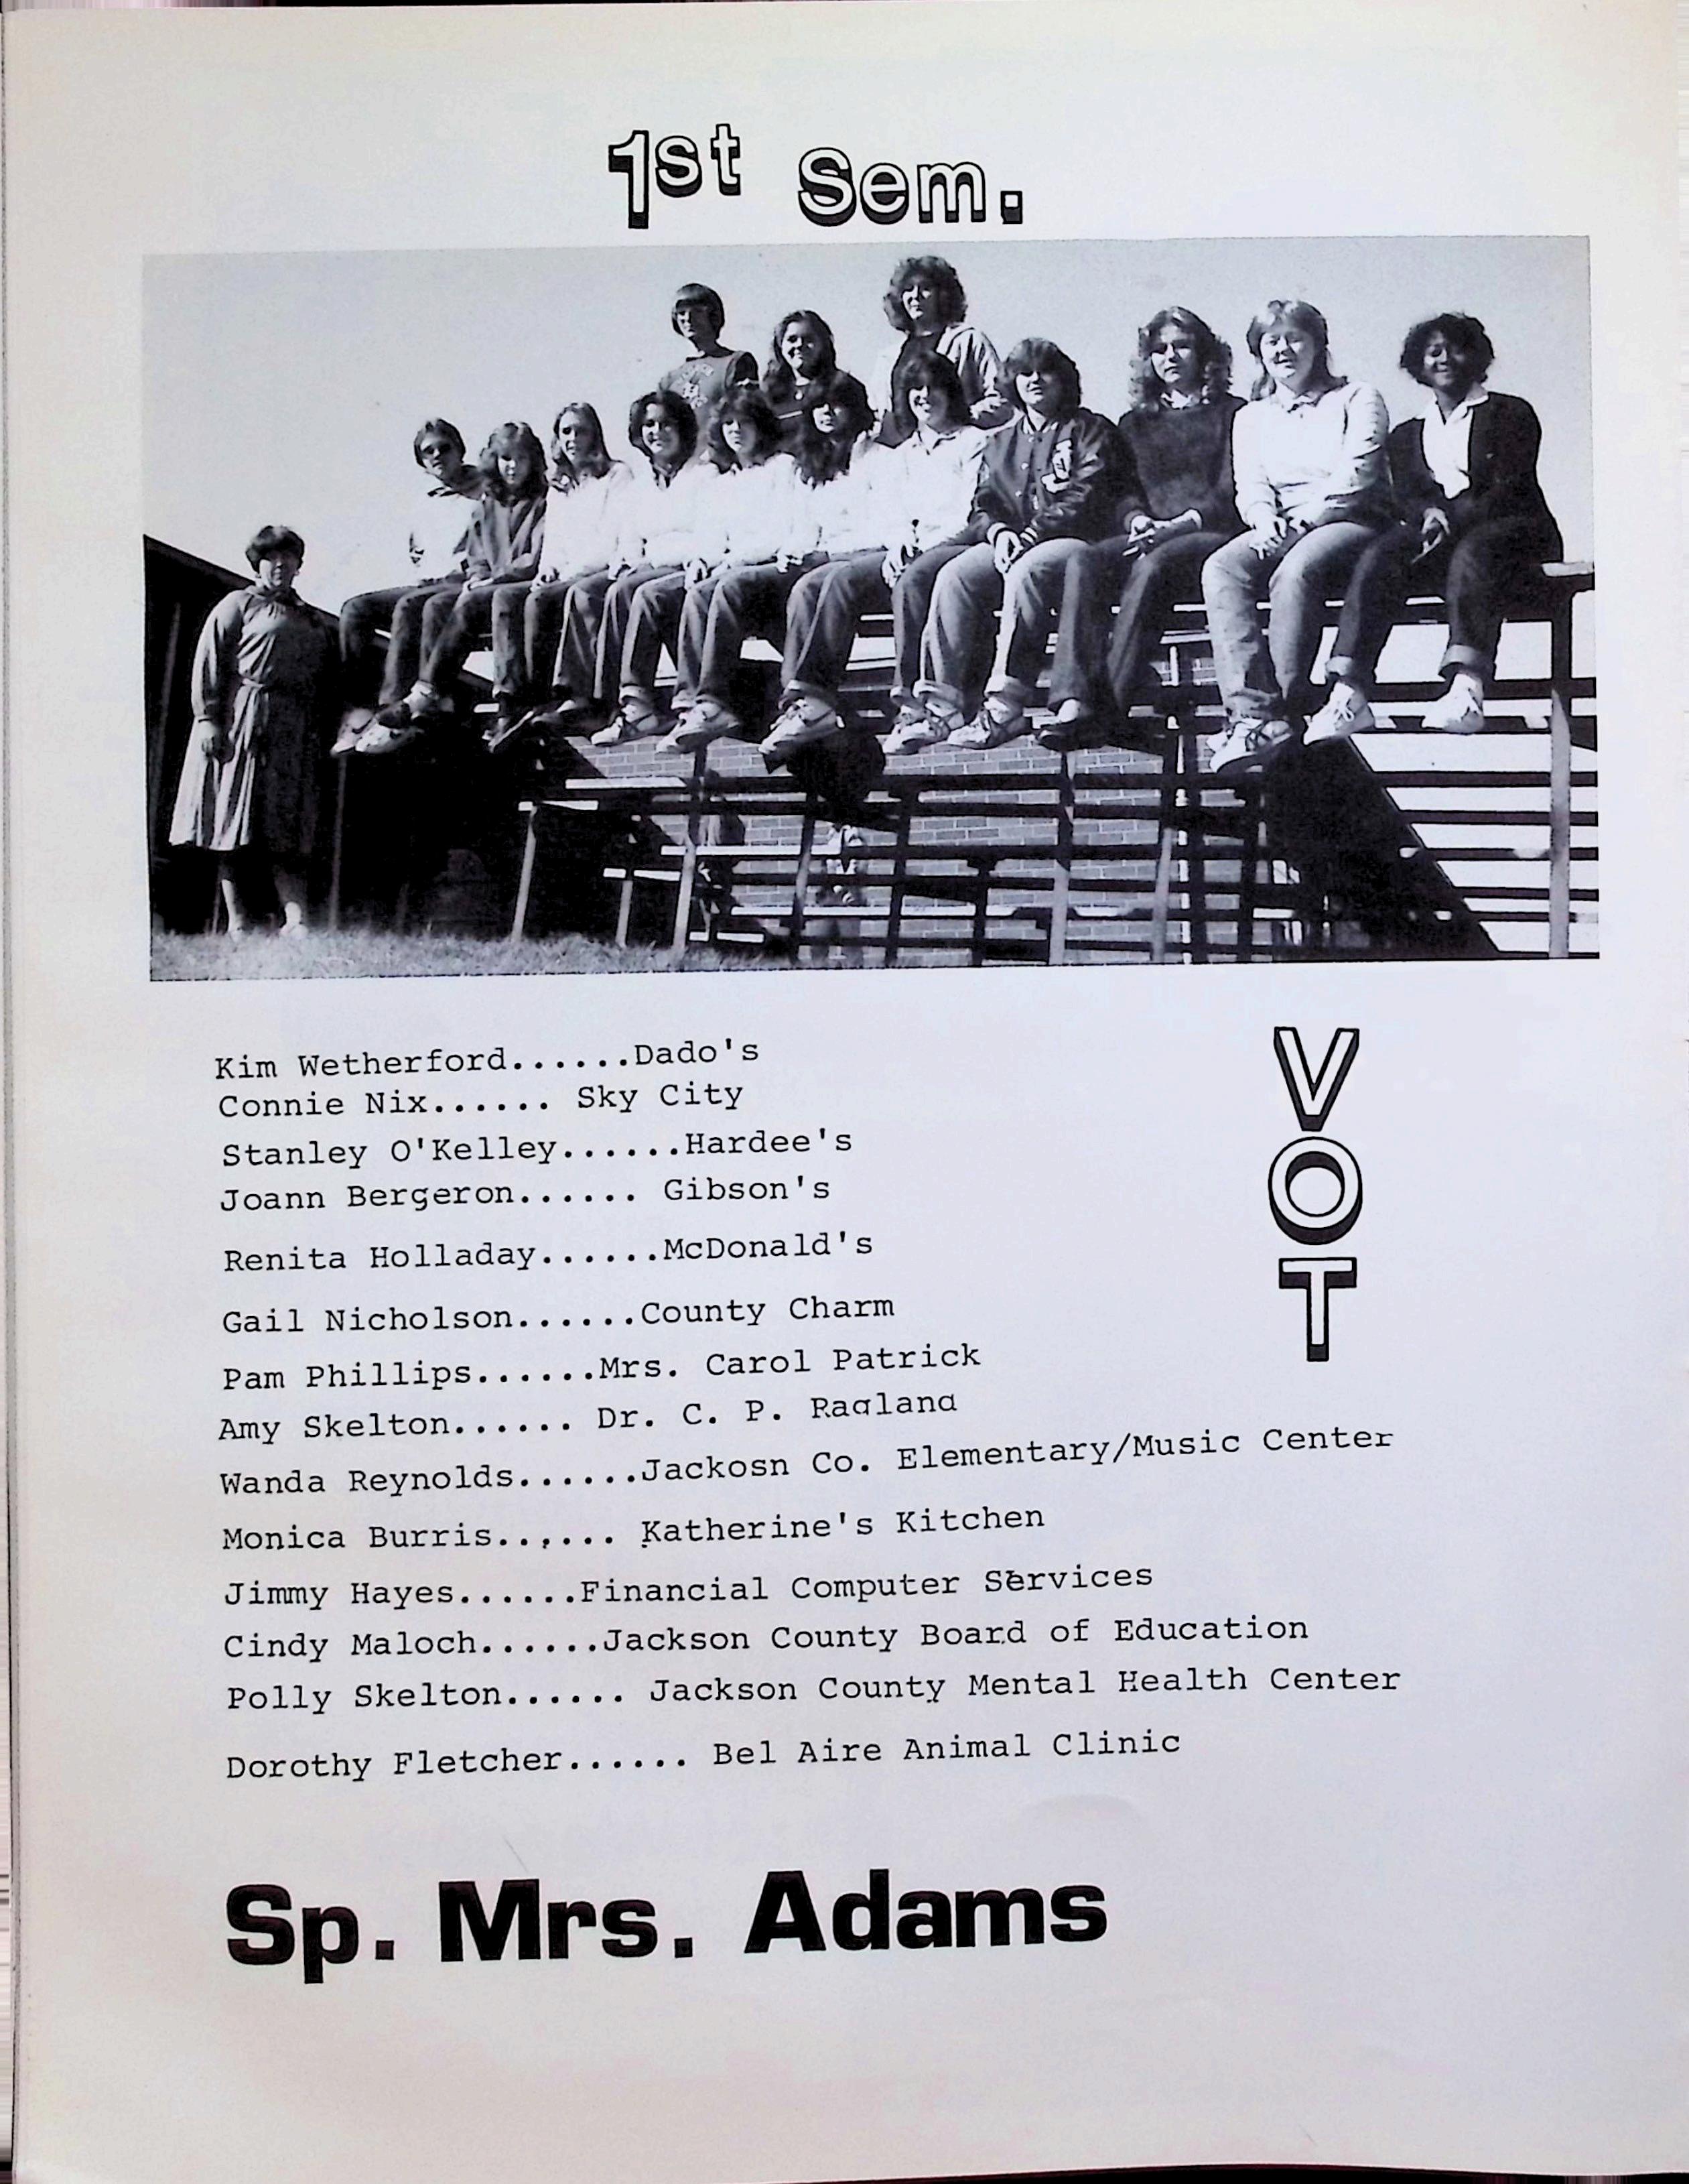 1st Sem.
Kim Wetherford......Dado's
Connie Nix...... Sky City
Stanley O'Kelley......Hardee's
Joann Bergeron...... Gibson's
Renita Holladay......McDonald's
Gail Nicholson......County Charm
Pam Phillips......Mrs. Carol Patrick
Amy Skelton...... Dr. C. P. Ragland
Wanda Reynolds......Jackosn Co. Elementary/Music Center
Monica Burris...... Katherine's Kitchen
Jimmy Hayes......Financial Computer Services
Cindy Maloch......Jackson County Board of Education
Polly Skelton...... Jackson County Mental Health Center
Dorothy Fletcher...... Bel Aire Animal Clinic
V
O
T
Sp. Mrs. Adams